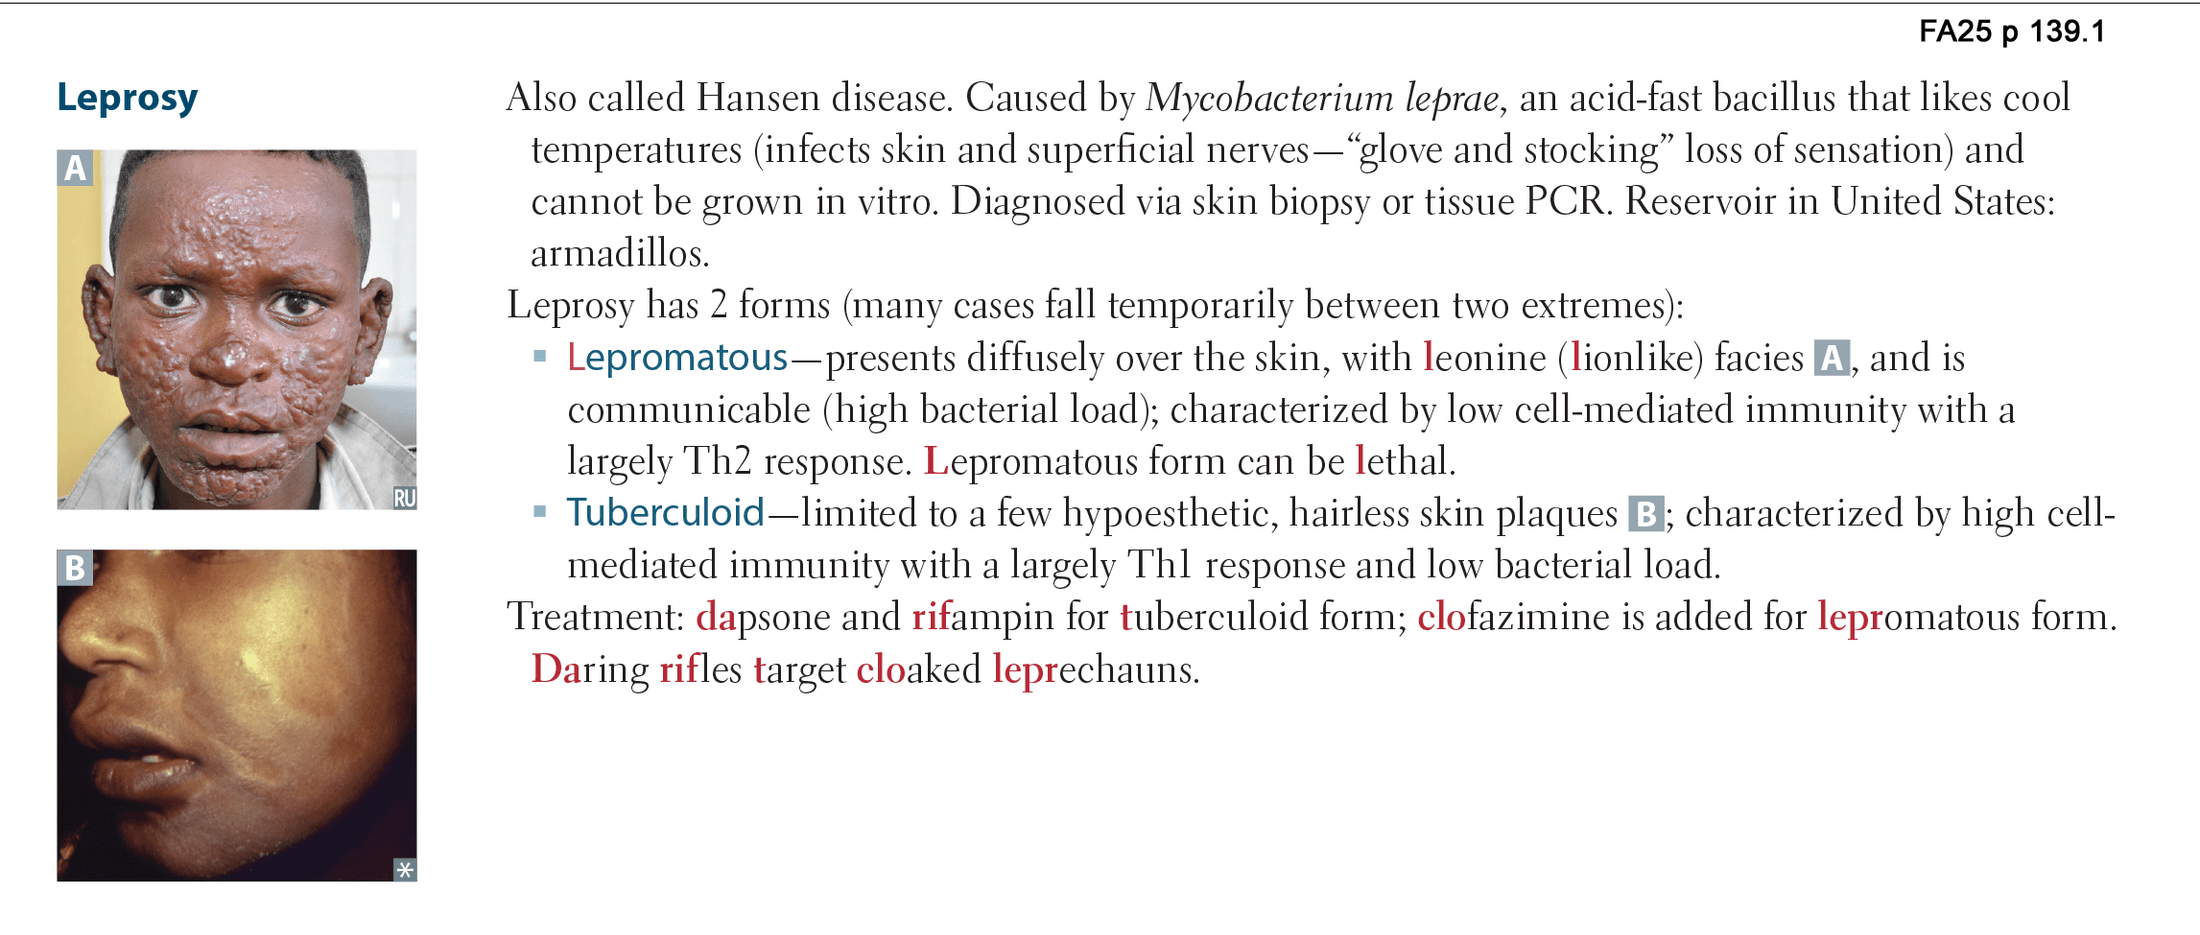 FA25 p 139.1
Leprosy
A
RU
B
*
Also called Hansen disease. Caused by Mycobacterium leprae, an acid-fast bacillus that likes cool
temperatures (infects skin and superficial nerves—“glove and stocking” loss of sensation) and
cannot be grown in vitro. Diagnosed via skin biopsy or tissue PCR. Reservoir in United States:
armadillos.
Leprosy has 2 forms (many cases fall temporarily between two extremes):
▪ Lepromatous—presents diffusely over the skin, with leonine (lionlike) facies A, and is
communicable (high bacterial load); characterized by low cell-mediated immunity with a
largely Th2 response. Lepromatous form can be lethal.
▪ Tuberculoid—limited to a few hypoesthetic, hairless skin plaques B; characterized by high cell-
mediated immunity with a largely Th1 response and low bacterial load.
Treatment: dapsone and rifampin for tuberculoid form; clofazimine is added for lepromatous form.
Daring rifles target cloaked leprechauns.